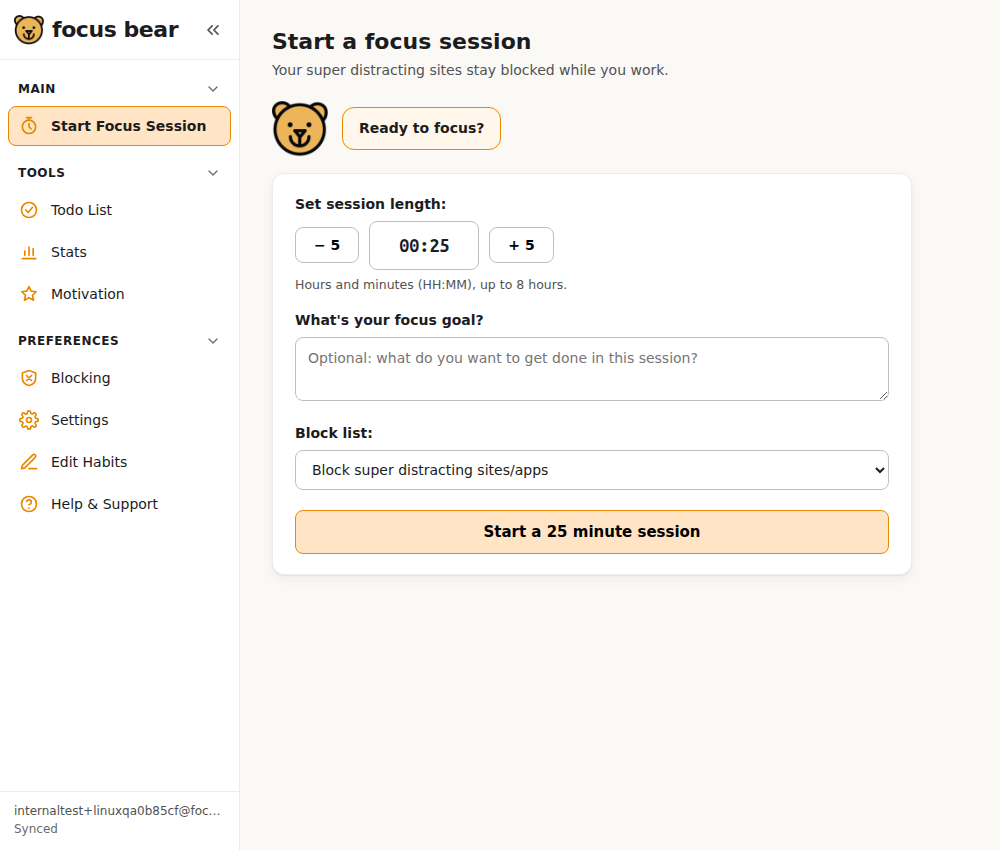 focus bear
MAIN
Start Focus Session
TOOLS
Todo List
Stats
Motivation
PREFERENCES
Blocking
Settings
Edit Habits
Help & Support
internaltest+linuxqa0b85cf@foc...
Synced
Start a focus session
Your super distracting sites stay blocked while you work.
Ready to focus?
Set session length:
− 5
00:25
+ 5
Hours and minutes (HH:MM), up to 8 hours.
What's your focus goal?
Optional: what do you want to get done in this session?
Block list:
Block super distracting sites/apps
Start a 25 minute session